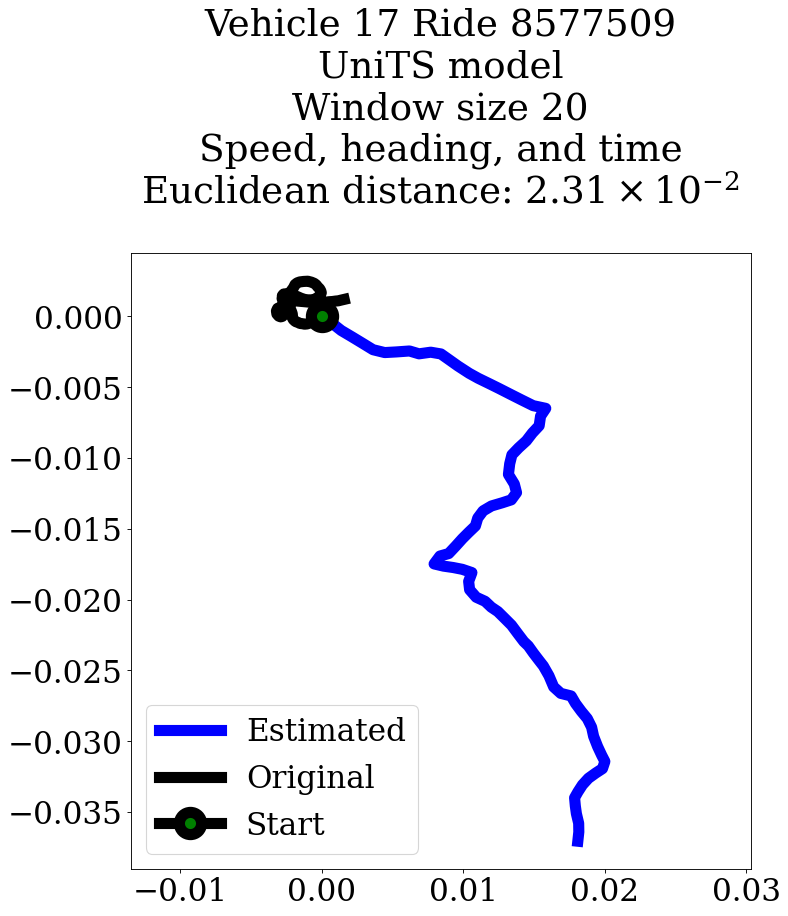 Vehicle 17 Ride 8577509
UniTS model
Window size 20
Speed, heading, and time
Euclidean distance: 2.31 × 10⁻²
0.000
−0.005
−0.010
−0.015
−0.020
−0.025
−0.030
−0.035
Estimated
Original
Start
−0.01
0.00
0.01
0.02
0.03